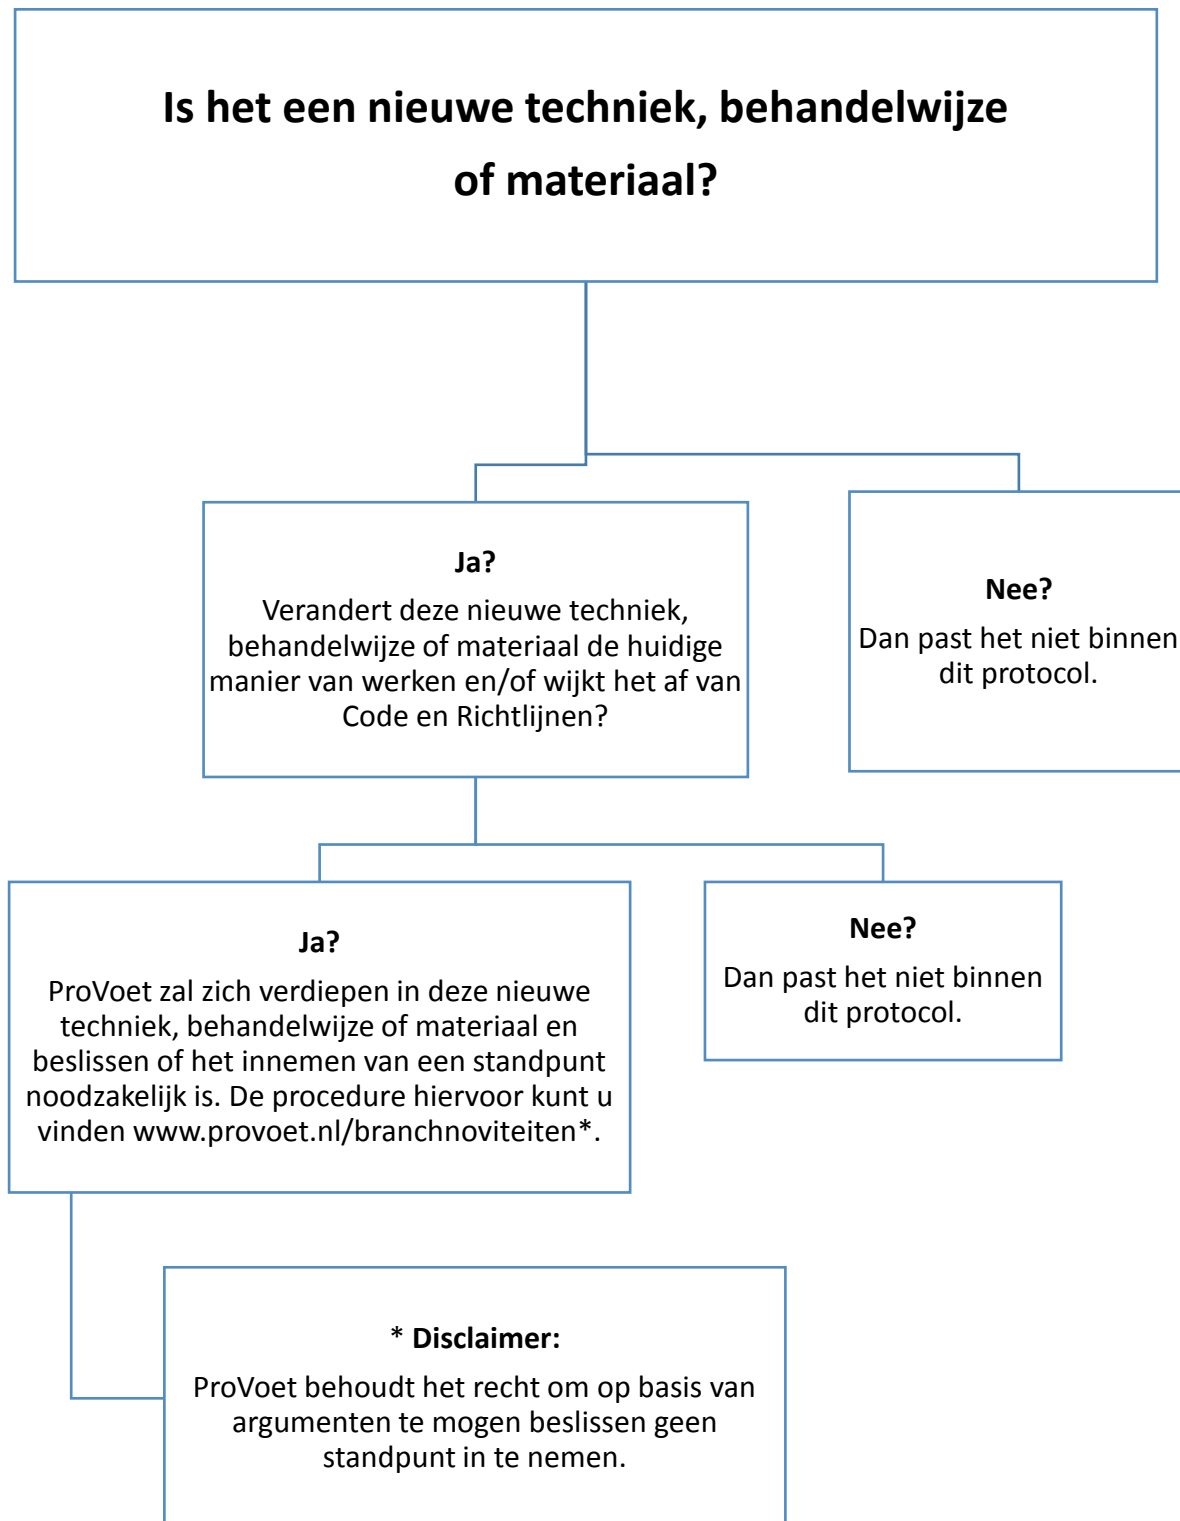 Is het een nieuwe techniek, behandelwijze
of materiaal?
Ja?
Verandert deze nieuwe techniek,
behandelwijze of materiaal de huidige
manier van werken en/of wijkt het af van
Code en Richtlijnen?
Nee?
Dan past het niet binnen
dit protocol.
Ja?
ProVoet zal zich verdiepen in deze nieuwe
techniek, behandelwijze of materiaal en
beslissen of het innemen van een standpunt
noodzakelijk is. De procedure hiervoor kunt u
vinden www.provoet.nl/branchnoviteiten*.
Nee?
Dan past het niet binnen
dit protocol.
* Disclaimer:
ProVoet behoudt het recht om op basis van
argumenten te mogen beslissen geen
standpunt in te nemen.